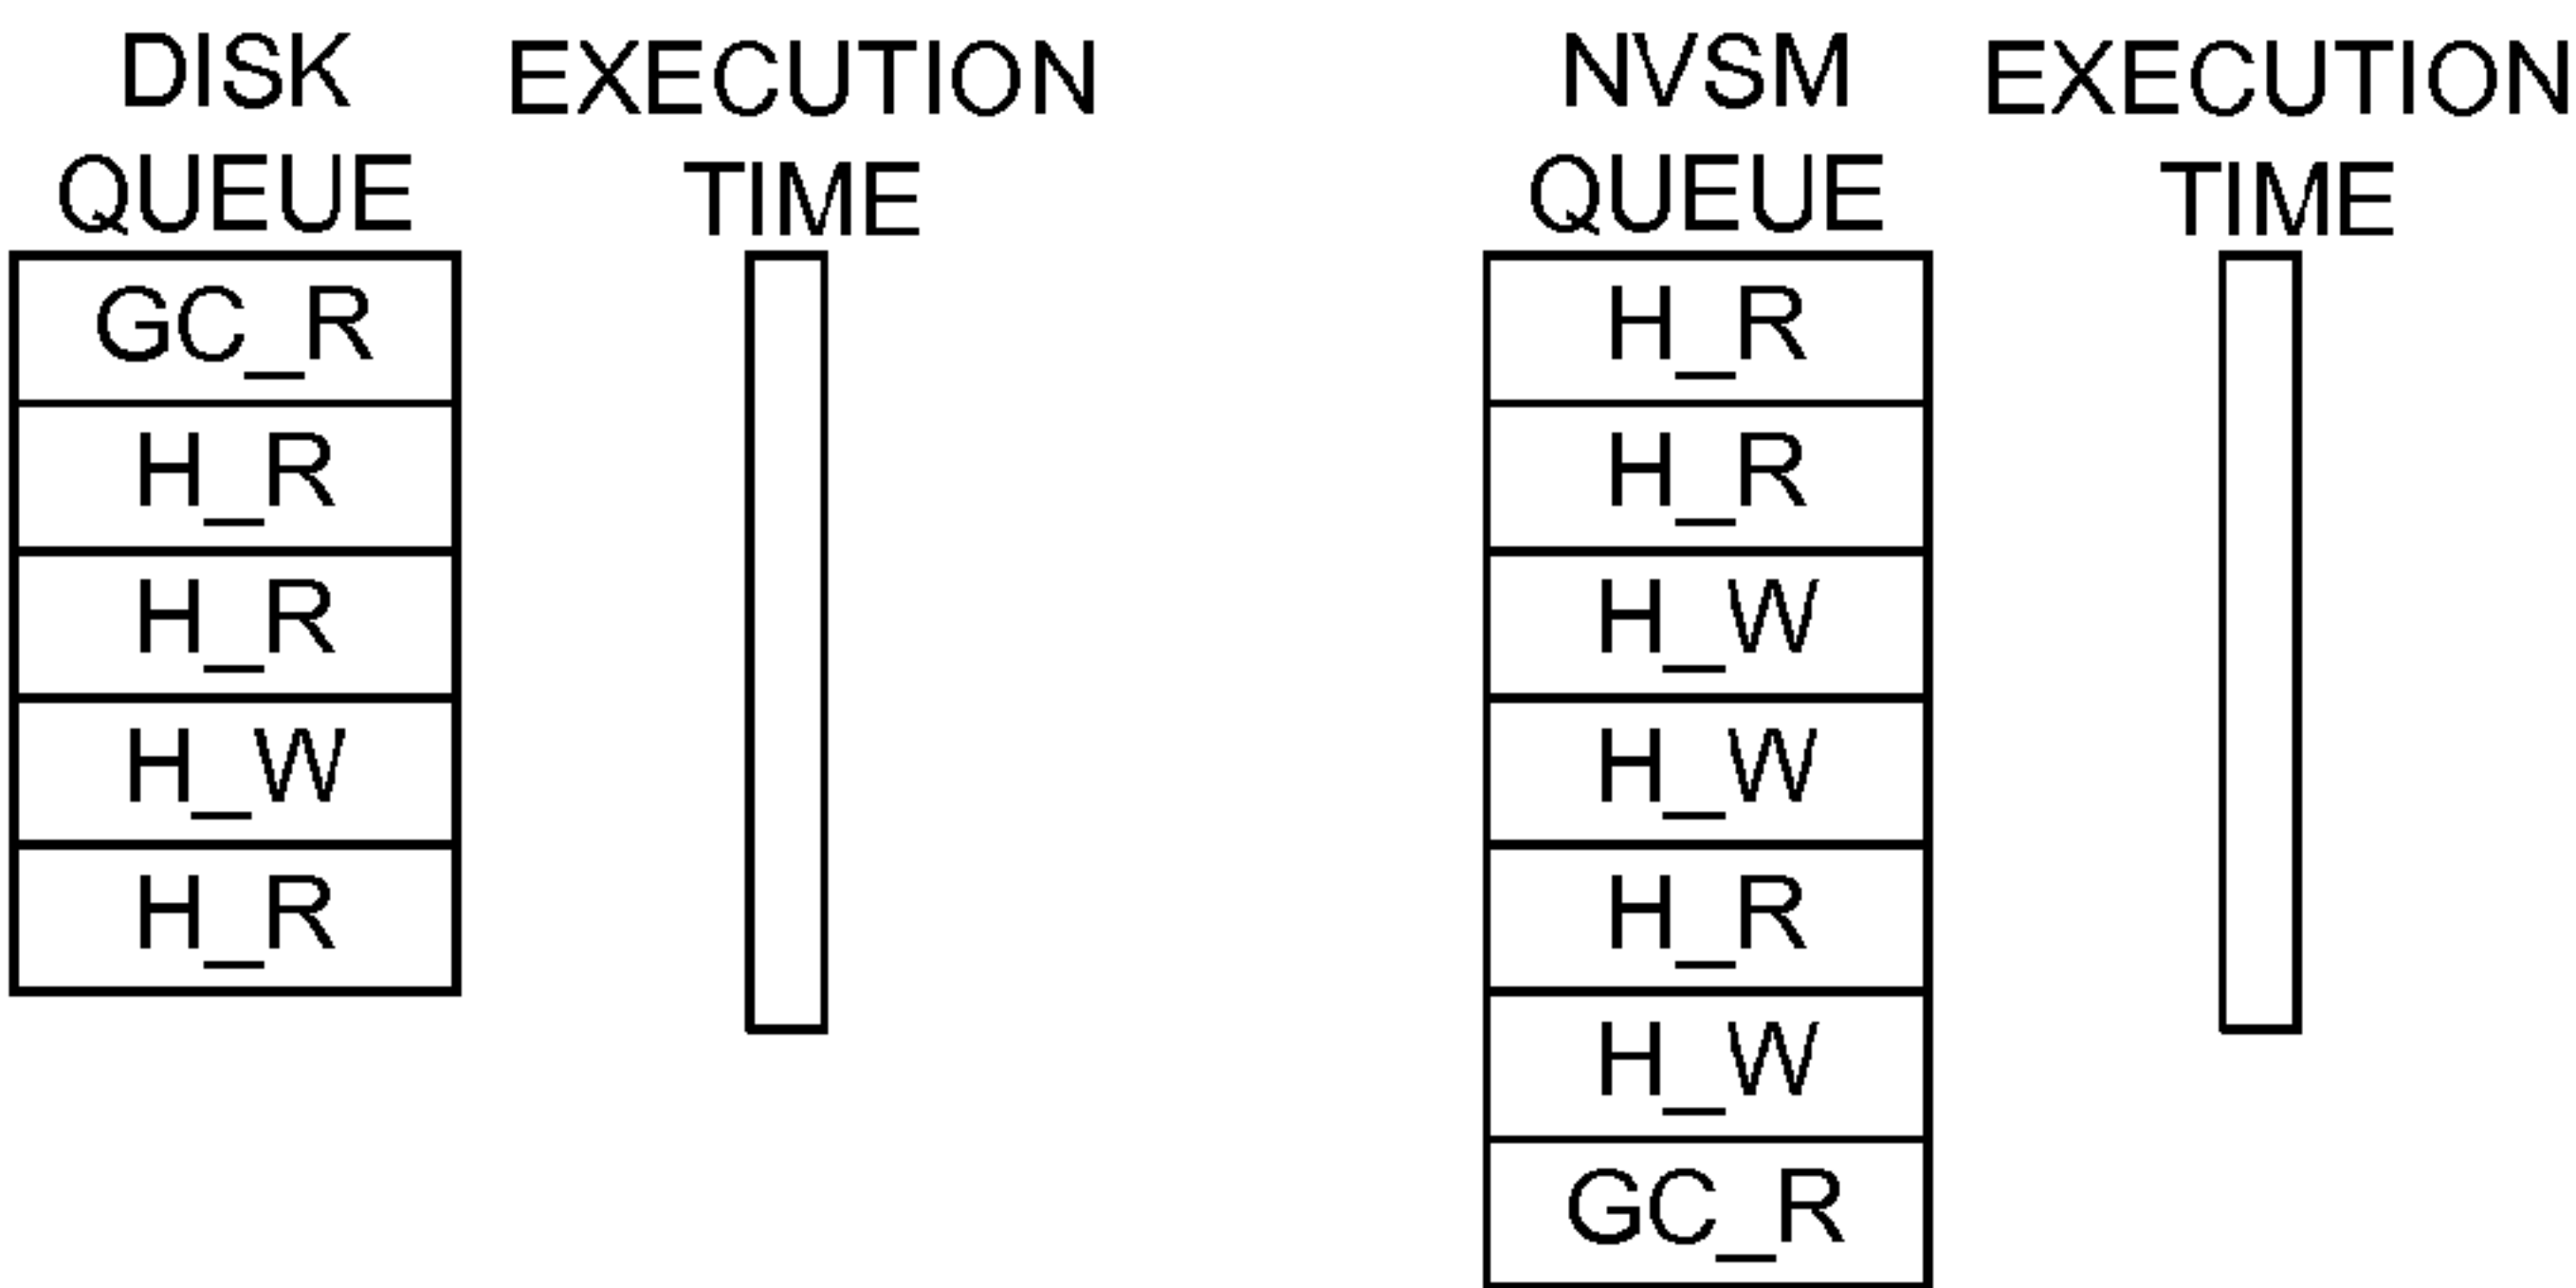 DISK
QUEUE
EXECUTION
TIME
GC_R
H_R
H_R
H_W
H_R
NVSM
QUEUE
EXECUTION
TIME
H_R
H_R
H_W
H_W
H_R
H_W
GC_R